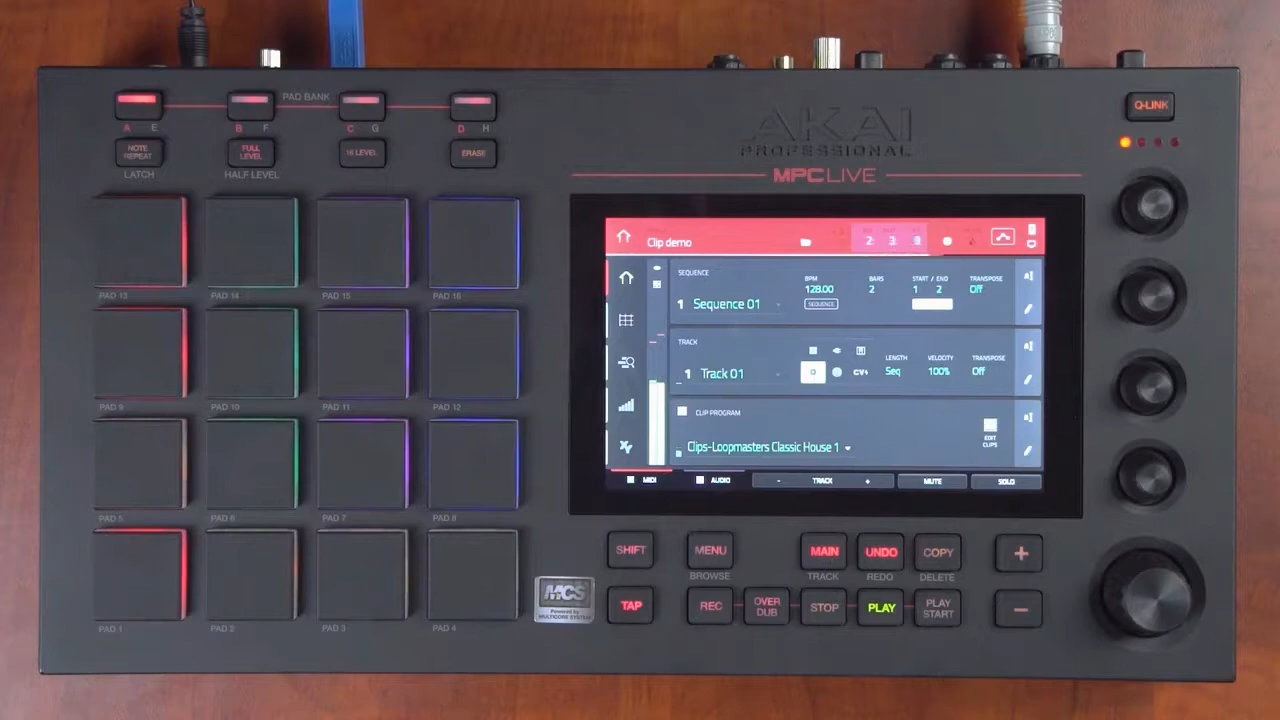 PAD BANK
A E
B F
C G
D H
NOTE REPEAT
FULL LEVEL
16 LEVEL
ERASE
LATCH
HALF LEVEL
AKAI
PROFESSIONAL
MPC LIVE
Q-LINK
PAD 13
PAD 14
PAD 15
PAD 16
PAD 9
PAD 10
PAD 11
PAD 12
PAD 5
PAD 6
PAD 7
PAD 8
PAD 1
PAD 2
PAD 3
PAD 4
Clip demo
2: 3:
SEQUENCE
BPM
BARS
START / END
TRANSPOSE
1 Sequence 01
128.00
2
1 2
Off
SEQUENCE
TRACK
LENGTH
VELOCITY
TRANSPOSE
1 Track 01
CV
Seq
100%
Off
CLIP PROGRAM
Clips-Loopmasters Classic House 1
EDIT
CLIPS
MIDI
AUDIO
- TRACK +
MUTE
SOLO
SHIFT
MENU
MAIN
UNDO
COPY
+
BROWSE
TRACK
REDO
DELETE
MCS
Powered by
MULTICORE SYSTEM
TAP
REC
OVER
DUB
STOP
PLAY
PLAY
START
−